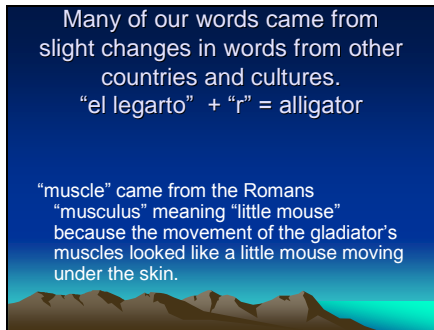 Many of our words came from
slight changes in words from other
countries and cultures.
“el legarto”  + “r” = alligator
“muscle” came from the Romans
“musculus” meaning “little mouse”
because the movement of the gladiator’s
muscles looked like a little mouse moving
under the skin.